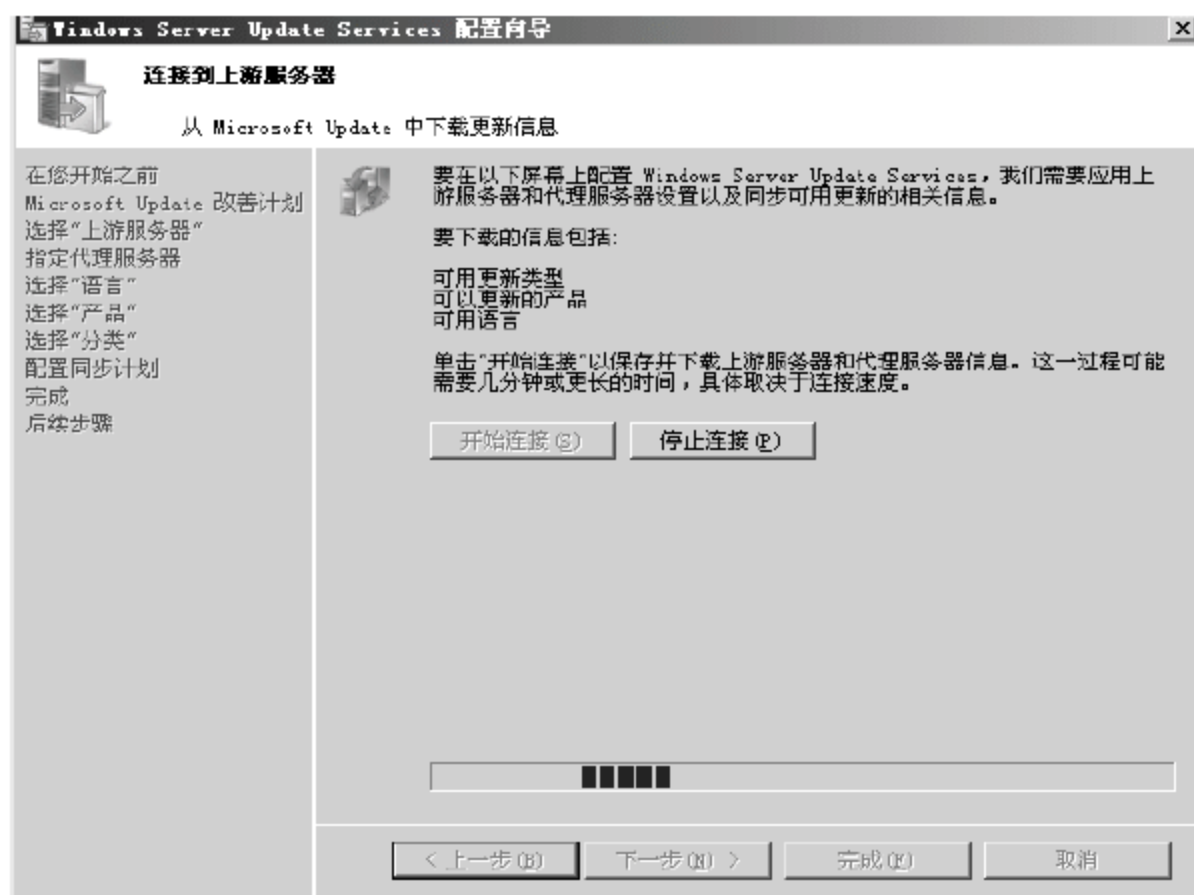 Windows Server Update Services 配置向导
连接到上游服务器
从 Microsoft Update 中下载更新信息
在您开始之前
Microsoft Update 改善计划
选择“上游服务器”
指定代理服务器
选择“语言”
选择“产品”
选择“分类”
配置同步计划
完成
后续步骤
要在以下屏幕上配置 Windows Server Update Services，我们需要应用上
游服务器和代理服务器设置以及同步可用更新的相关信息。
要下载的信息包括:
可用更新类型
可以更新的产品
可用语言
单击“开始连接”以保存并下载上游服务器和代理服务器信息。这一过程可能
需要几分钟或更长的时间，具体取决于连接速度。
开始连接(S) 停止连接(P)
< 上一步(B) 下一步(N) > 完成(F) 取消